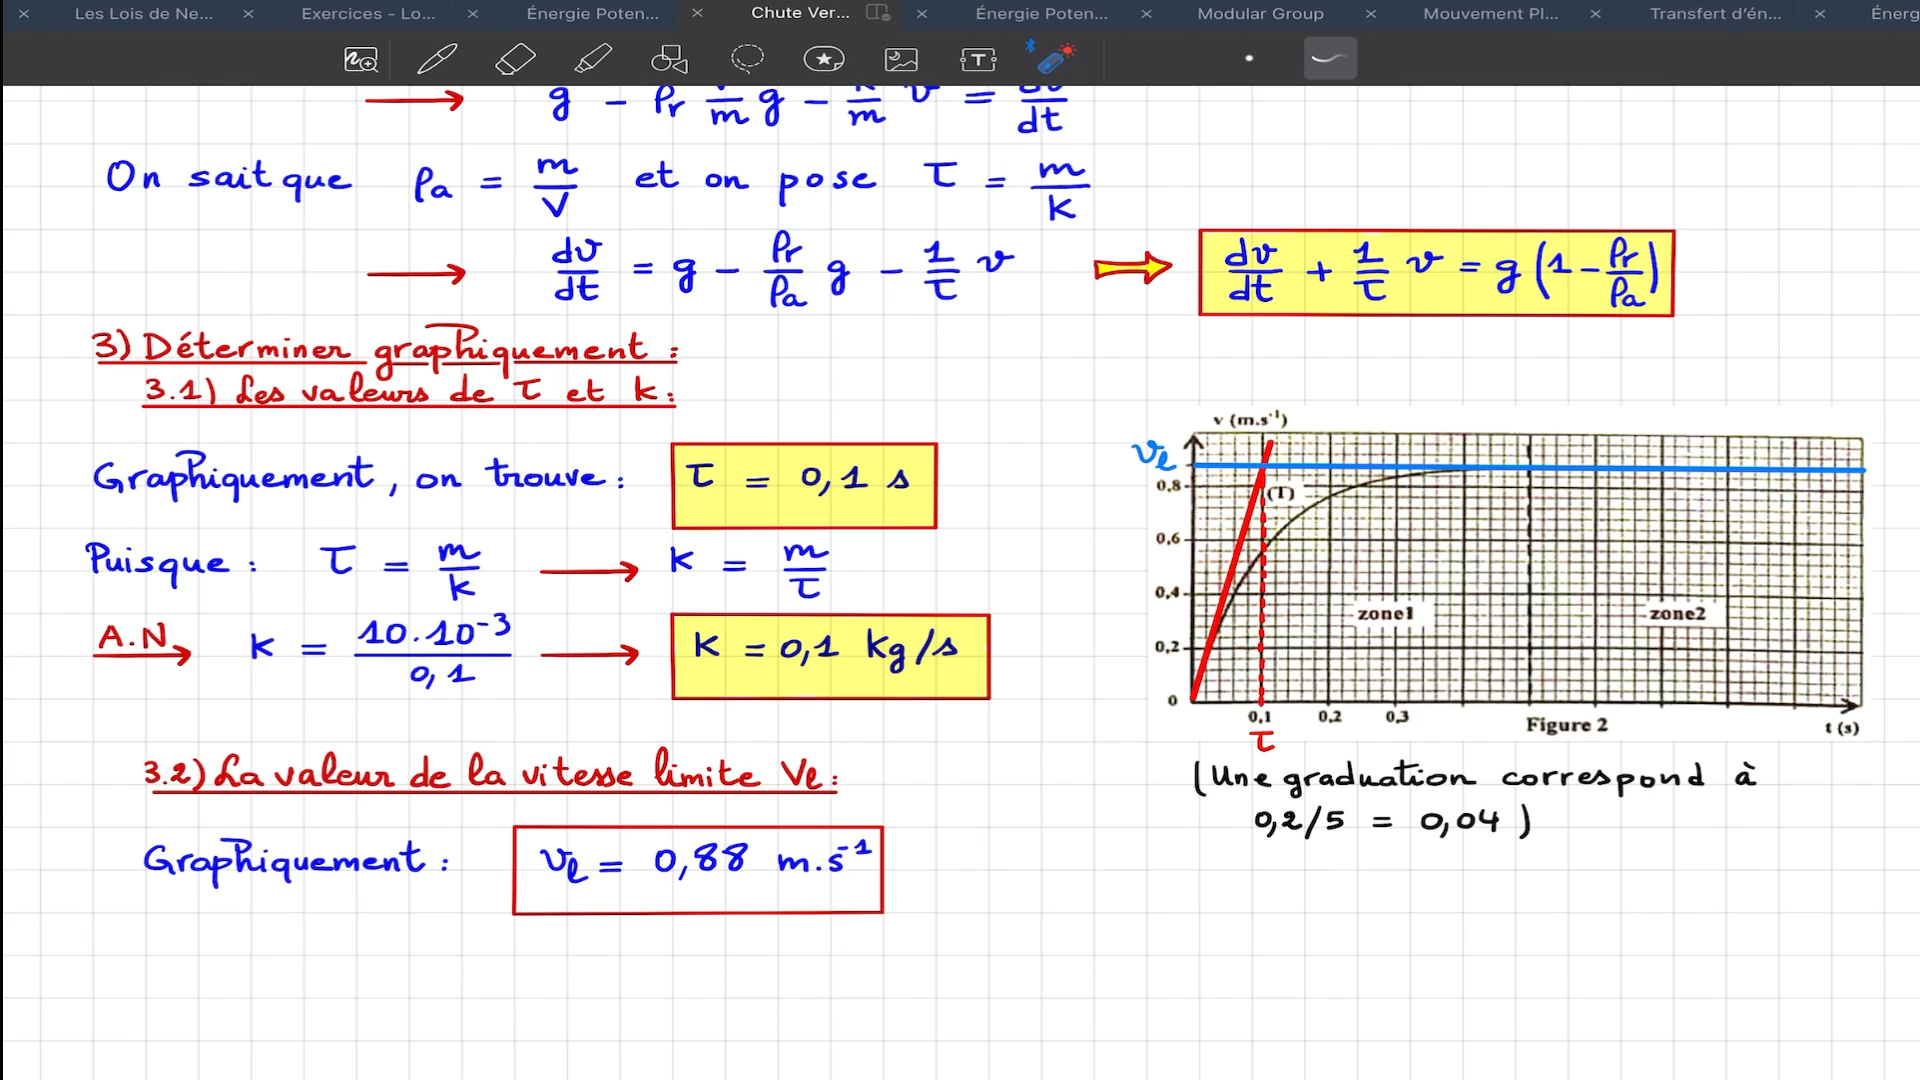 Les Lois de Ne... Exercices - Lo... Énergie Poten... Chute Ver... Énergie Poten... Modular Group Mouvement Pl... Transfert d'én... Énerg
g - ρr V/m g - k/m v = dv/dt
On sait que ρa = m/V et on pose τ = m/k
dv/dt = g - ρr/ρa g - 1/τ v ⇒ dv/dt + 1/τ v = g (1 - ρr/ρa)
3) Déterminer graphiquement :
3.1) Les valeurs de τ et k :
Graphiquement, on trouve : τ = 0,1 s
Puisque : τ = m/k → k = m/τ
A.N → k = 10.10⁻³/0,1 → K = 0,1 kg/s
v (m.s⁻¹)
vℓ
0,8
(T)
0,6
0,4
zone1 zone2
0,2
0
0,1 0,2 0,3 Figure 2 t (s)
τ
3.2) La valeur de la vitesse limite Vℓ :
(Une graduation correspond à
0,2/5 = 0,04 )
Graphiquement : vℓ = 0,88 m.s⁻¹